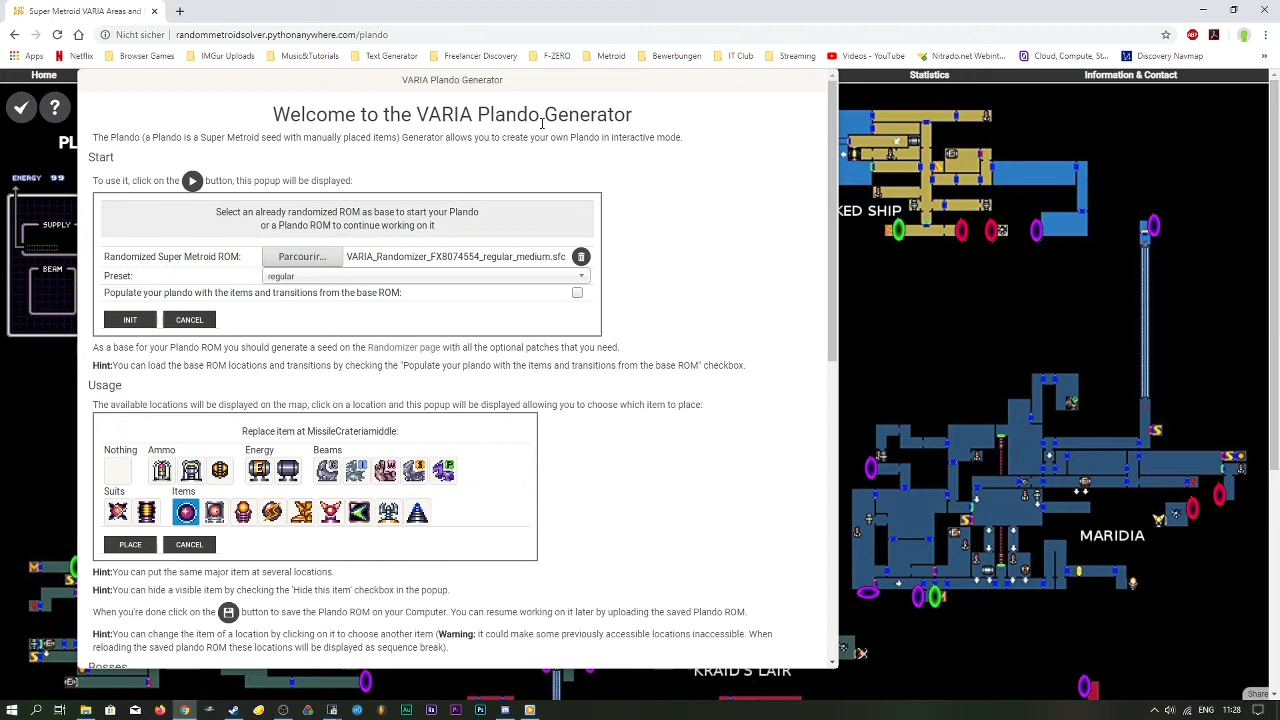 VARIA Areas and
Nicht sicher | randommetroidsolver.pythonanywhere.com/plando
Apps Netflix Browsergames IMGur Uploads Music&Tutorials Text Generator Freelancer Discovery F-ZERO Metroid Bewerbungen IT Club Streaming Videos - YouTube Nitrado.net Webint... Cloud, Compute, St... Discovery Navmap
Home Statistics Information & Contact
VARIA Plando Generator
Welcome to the VARIA Plando Generator
The Plando (a Plando is a Super Metroid seed with manually placed items) Generator allows you to create your own Plando in interactive mode.
Start
To use it, click on the button, this popup will be displayed:
Select an already randomized ROM as base to start your Plando
or a Plando ROM to continue working on it
Randomized Super Metroid ROM: Parcourir... VARIA_Randomizer_FX8074554_regular_medium.sfc
Preset: regular
Populate your plando with the items and transitions from the base ROM:
INIT CANCEL
As a base for your Plando ROM you should generate a seed on the Randomizer page with all the optional patches that you need.
Hint:You can load the base ROM locations and transitions by checking the "Populate your plando with the items and transitions from the base ROM" checkbox.
Usage
The available locations will be displayed on the map, click on a location and this popup will be displayed allowing you to choose which item to place:
Replace item at MissileCrateriamiddle:
Nothing Ammo Energy Beams
Suits Items
PLACE CANCEL
Hint:You can put the same major item at several locations.
Hint:You can hide a visible item by checking the 'Hide this item' checkbox in the popup.
When you're done click on the button to save the Plando ROM on your Computer. You can resume working on it later by uploading the saved Plando ROM.
Hint:You can change the item of a location by clicking on it to choose another item (Warning: it could make some previously accessible locations inaccessible. When
reloading the saved plando ROM these locations will be displayed as sequence break).
Bosses
PL
ENERGY 99
SUPPLY
BEAM
KED SHIP
MARIDIA
KRAID'S LAIR
Share
Ps
11:28